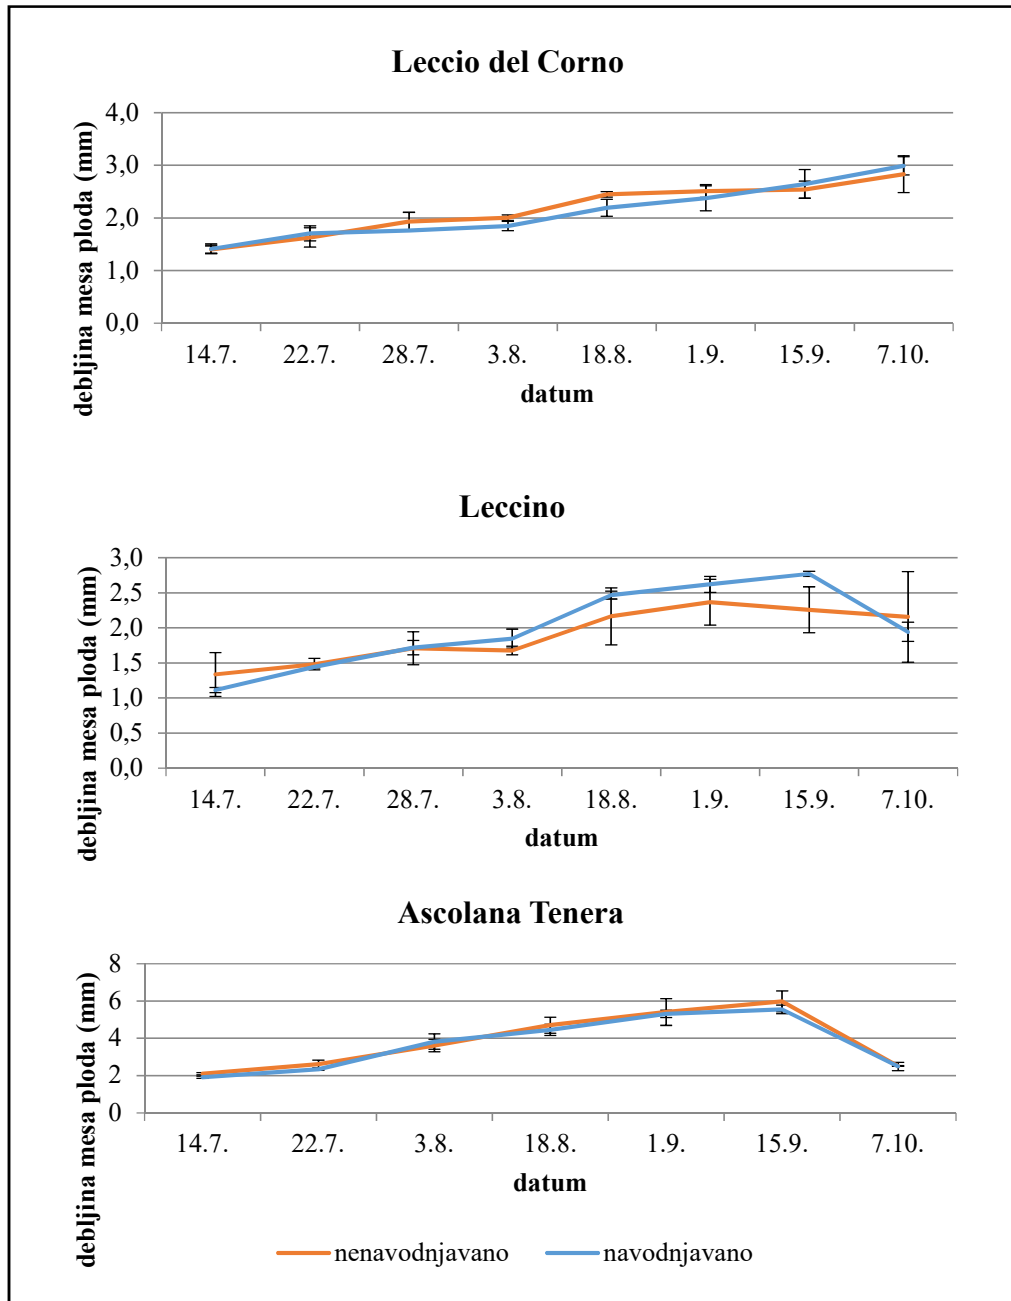 Leccio del Corno
debljina mesa ploda (mm)
4,0
3,0
2,0
1,0
0,0
14.7. 22.7. 28.7. 3.8. 18.8. 1.9. 15.9. 7.10.
datum
Leccino
debljina mesa ploda (mm)
3,0
2,5
2,0
1,5
1,0
0,5
0,0
14.7. 22.7. 28.7. 3.8. 18.8. 1.9. 15.9. 7.10.
datum
Ascolana Tenera
debljina mesa ploda (mm)
8
6
4
2
0
14.7. 22.7. 3.8. 18.8. 1.9. 15.9. 7.10.
datum
nenavodnjavano navodnjavano